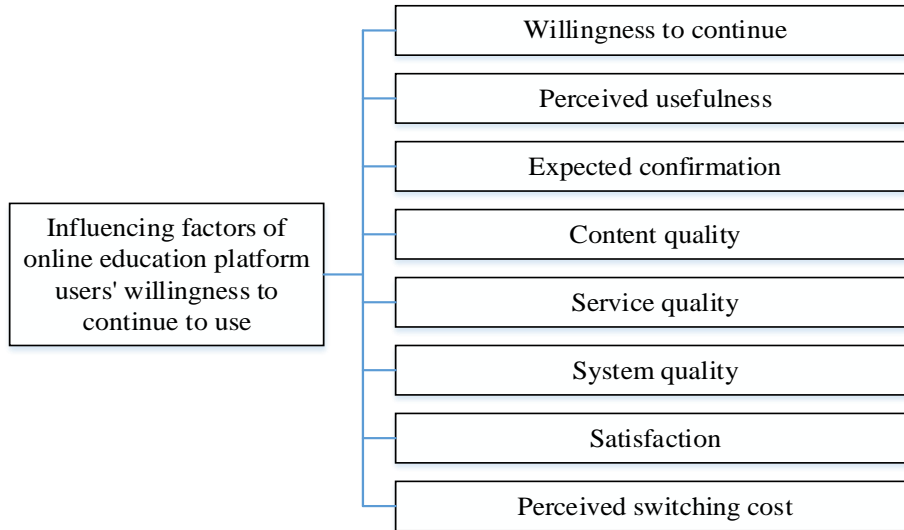 Influencing factors of
online education platform
users' willingness to
continue to use
Willingness to continue
Perceived usefulness
Expected confirmation
Content quality
Service quality
System quality
Satisfaction
Perceived switching cost